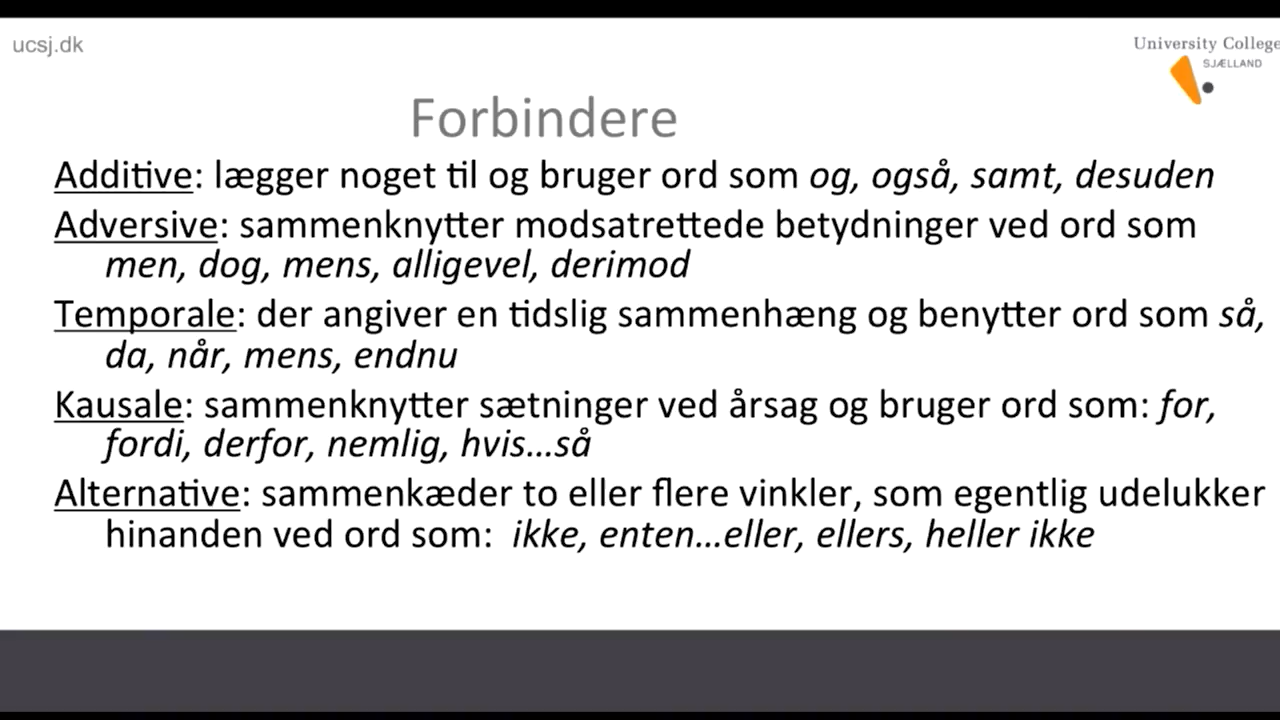 ucsj.dk
University College
SJÆLLAND
Forbindere
Additive: lægger noget til og bruger ord som og, også, samt, desuden
Adversive: sammenknytter modsatrettede betydninger ved ord som
men, dog, mens, alligevel, derimod
Temporale: der angiver en tidslig sammenhæng og benytter ord som så,
da, når, mens, endnu
Kausale: sammenknytter sætninger ved årsag og bruger ord som: for,
fordi, derfor, nemlig, hvis...så
Alternative: sammenkæder to eller flere vinkler, som egentlig udelukker
hinanden ved ord som: ikke, enten...eller, ellers, heller ikke